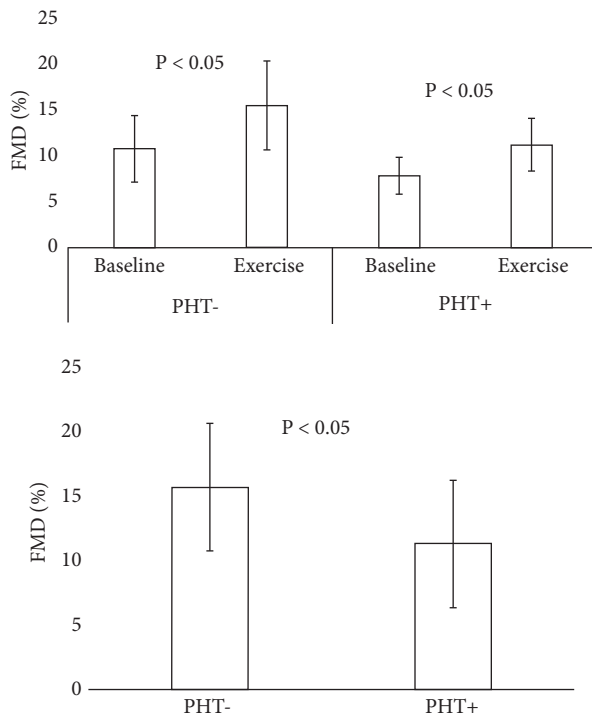 25
20
15
10
5
0
FMD (%)
P < 0.05
P < 0.05
Baseline
Exercise
Baseline
Exercise
PHT-
PHT+
25
20
15
10
5
0
FMD (%)
P < 0.05
PHT-
PHT+